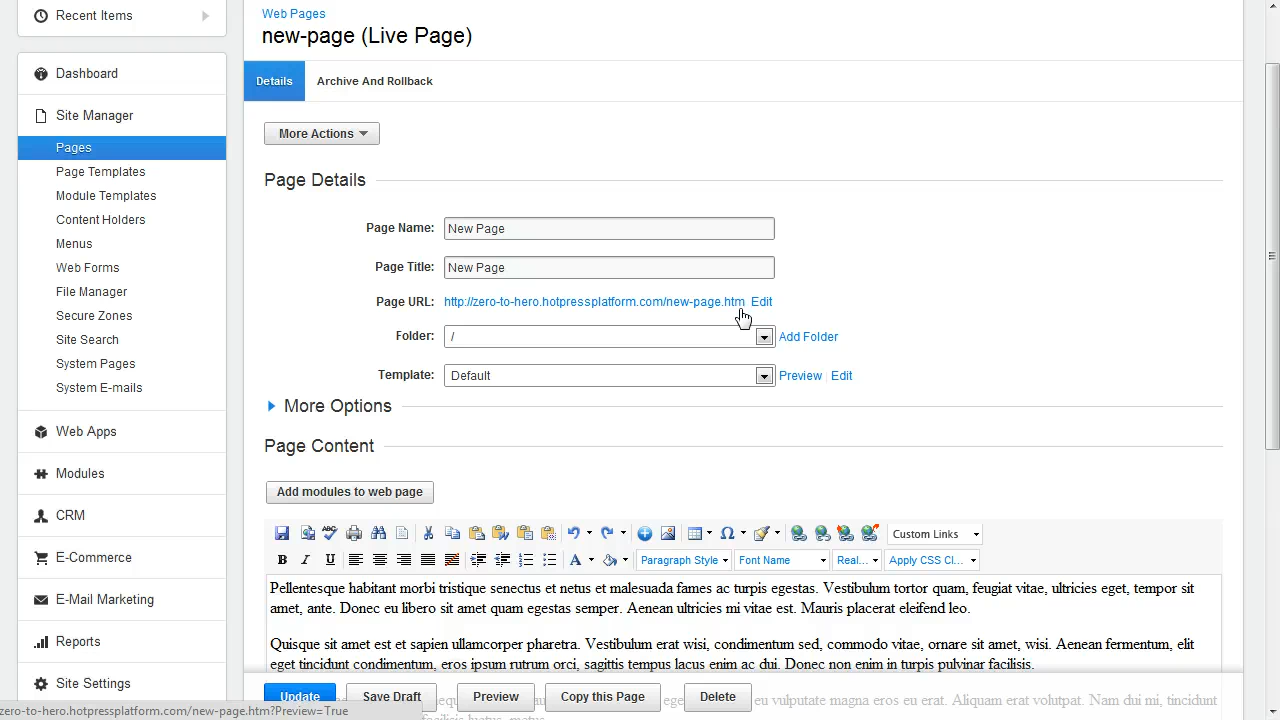 Recent Items
Dashboard
Site Manager
Pages
Page Templates
Module Templates
Content Holders
Menus
Web Forms
File Manager
Secure Zones
Site Search
System Pages
System E-mails
Web Apps
Modules
CRM
E-Commerce
E-Mail Marketing
Reports
Site Settings
Web Pages
new-page (Live Page)
Details Archive And Rollback
More Actions
Page Details
Page Name: New Page
Page Title: New Page
Page URL: http://zero-to-hero.hotpressplatform.com/new-page.htm Edit
Folder: / Add Folder
Template: Default Preview Edit
More Options
Page Content
Add modules to web page
ABC Custom Links
B I U A Paragraph Style Font Name Real... Apply CSS Cl...
Pellentesque habitant morbi tristique senectus et netus et malesuada fames ac turpis egestas. Vestibulum tortor quam, feugiat vitae, ultricies eget, tempor sit
amet, ante. Donec eu libero sit amet quam egestas semper. Aenean ultricies mi vitae est. Mauris placerat eleifend leo.
Quisque sit amet est et sapien ullamcorper pharetra. Vestibulum erat wisi, condimentum sed, commodo vitae, ornare sit amet, wisi. Aenean fermentum, elit
eget tincidunt condimentum, eros ipsum rutrum orci, sagittis tempus lacus enim ac dui. Donec non enim in turpis pulvinar facilisis.
Update Save Draft Preview Copy this Page Delete
eu vulputate magna eros eu erat. Aliquam erat volutpat. Nam dui mi, tincidunt
zero-to-hero.hotpressplatform.com/new-page.htm?Preview=True